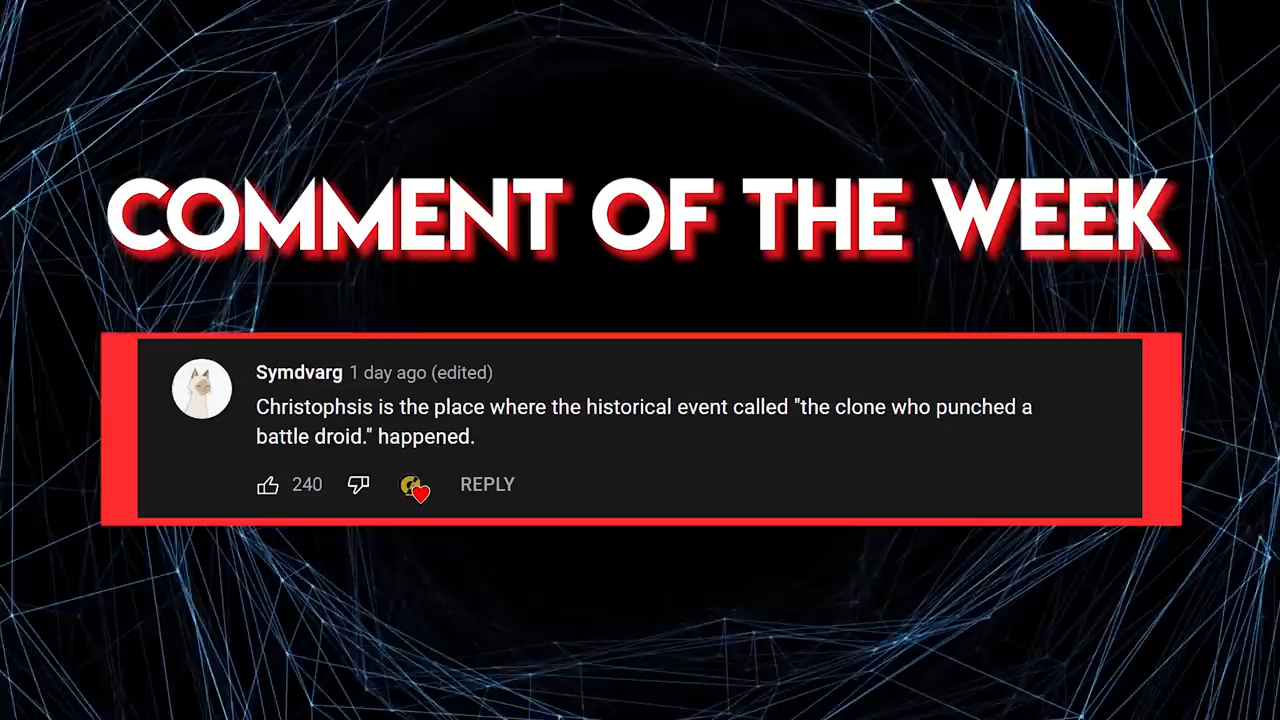 COMMENT OF THE WEEK
Symdvarg 1 day ago (edited)
Christophsis is the place where the historical event called "the clone who punched a
battle droid." happened.
240 REPLY